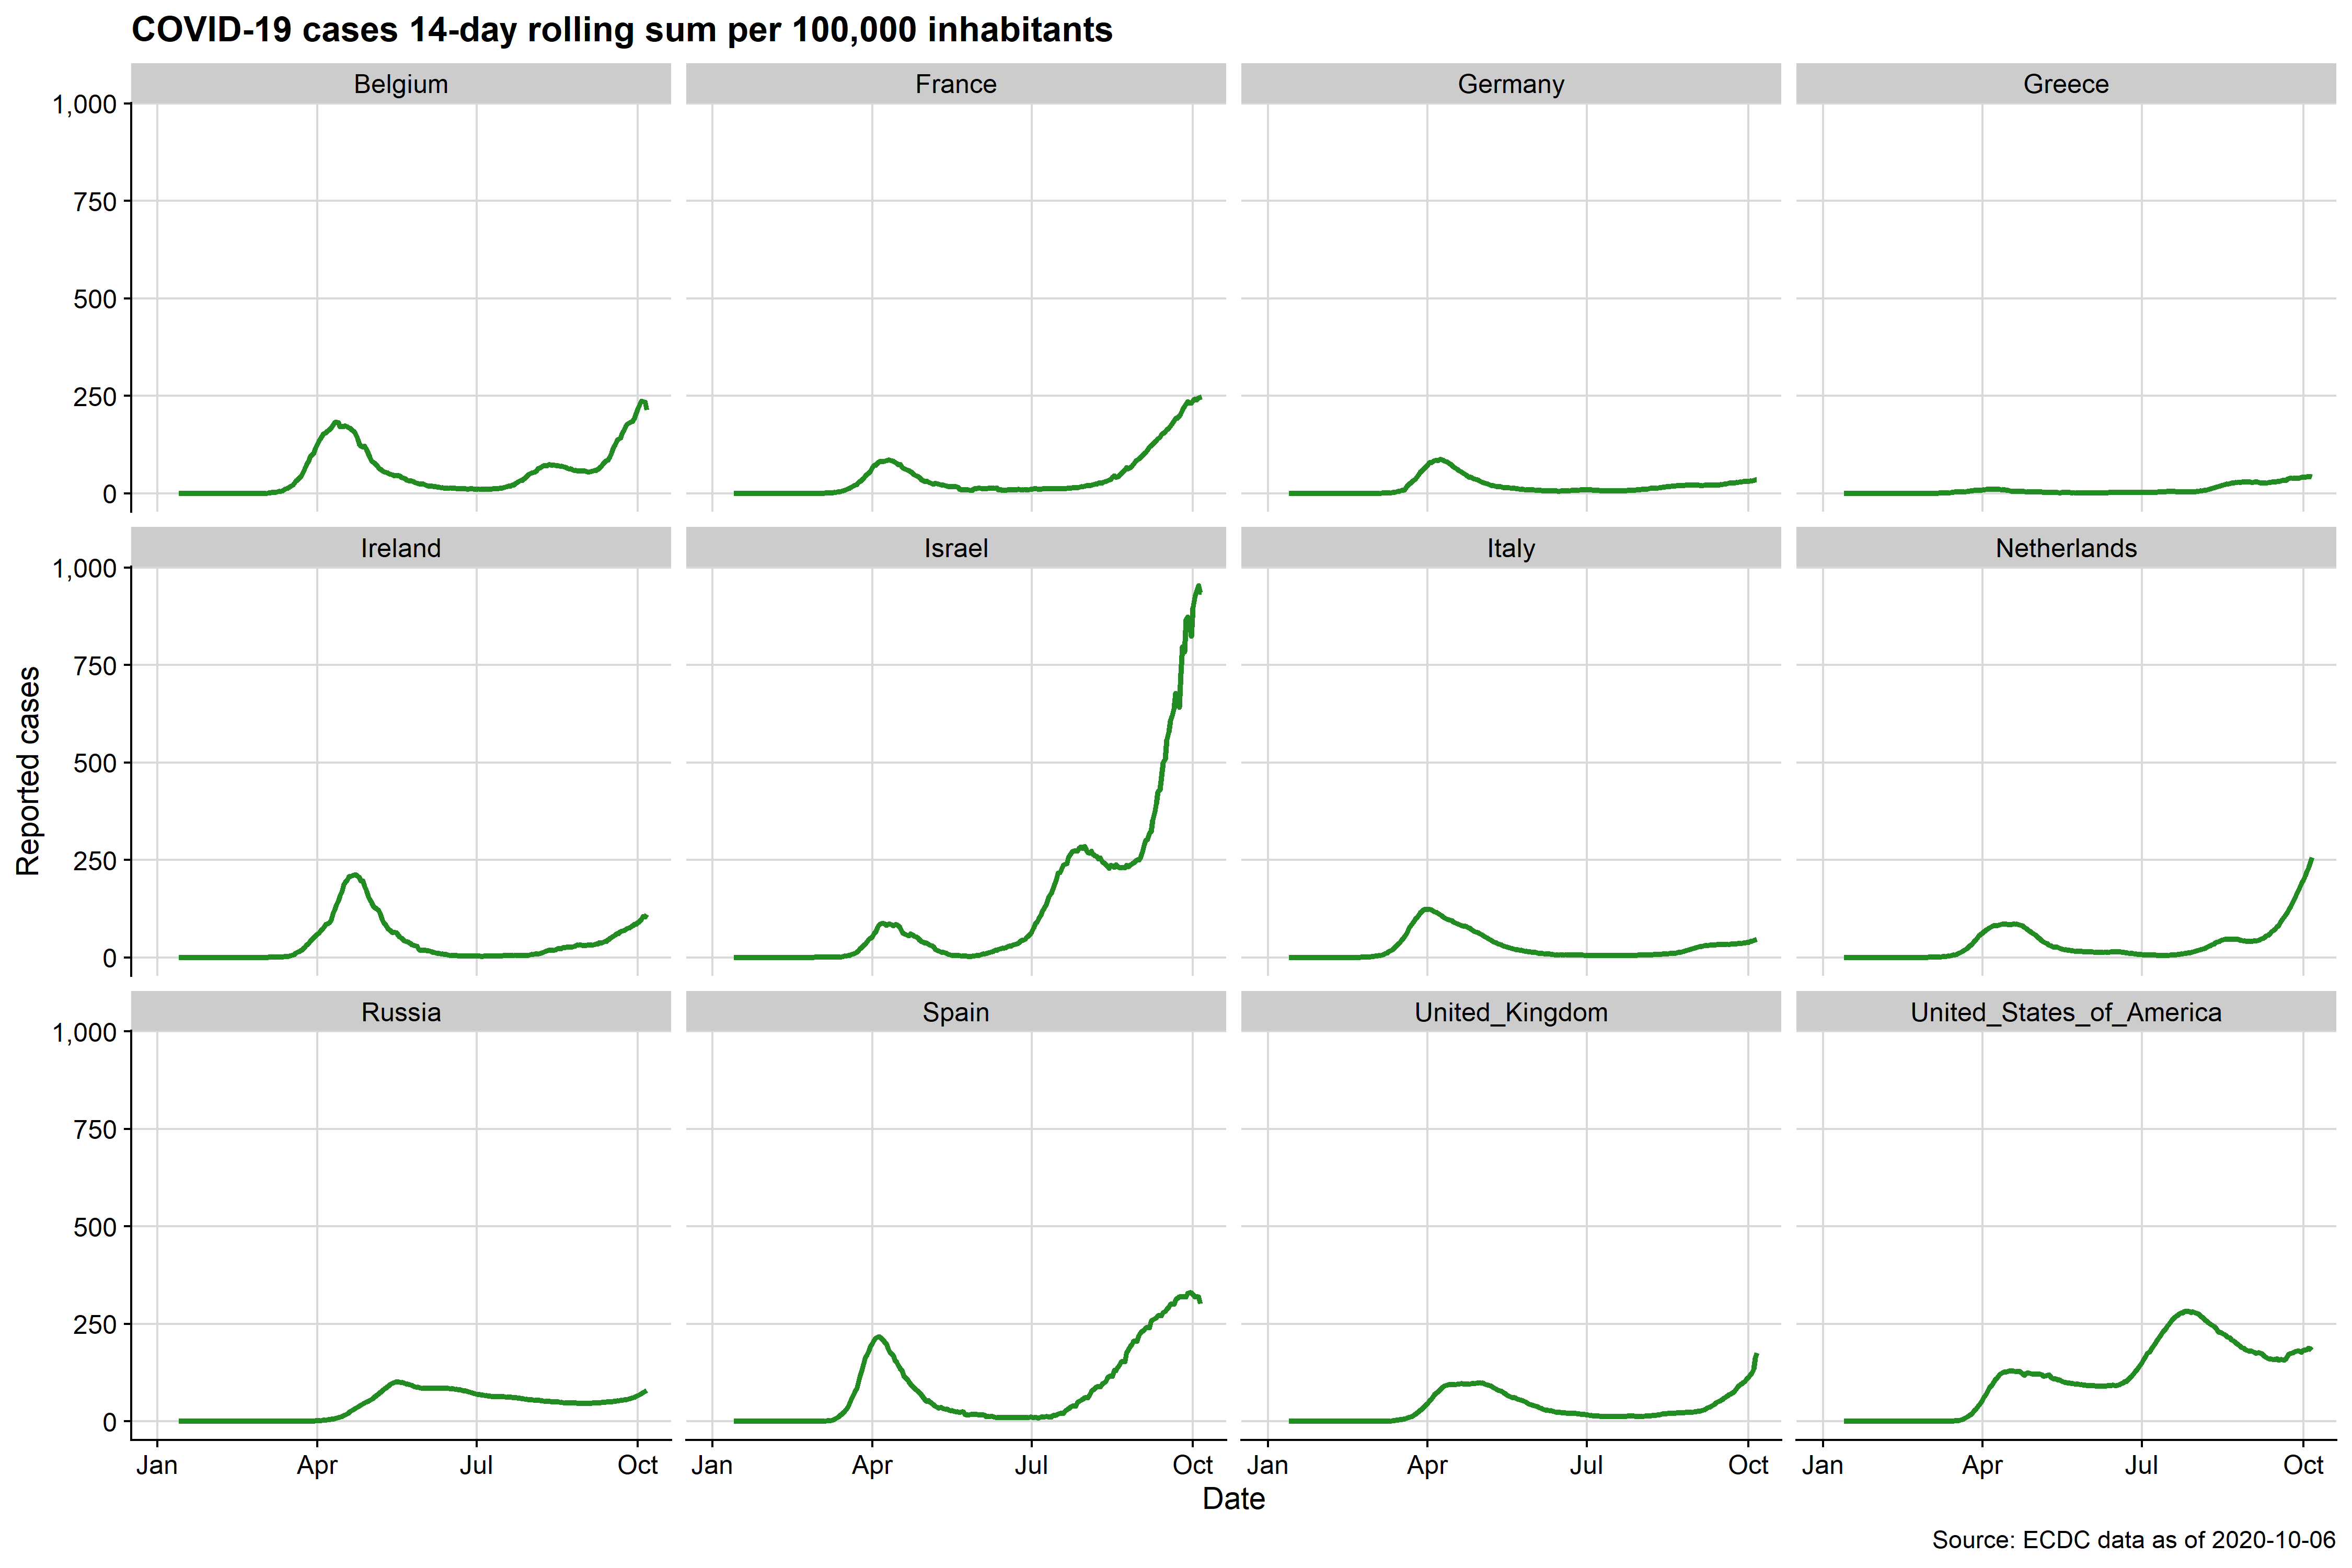 COVID-19 cases 14-day rolling sum per 100,000 inhabitants
Belgium France Germany Greece
1,000
750
500
250
0
Ireland Israel Italy Netherlands
1,000
750
500
250
0
Reported cases
Russia Spain United_Kingdom United_States_of_America
1,000
750
500
250
0
Jan Apr Jul Oct Jan Apr Jul Oct Jan Apr Jul Oct Jan Apr Jul Oct
Date
Source: ECDC data as of 2020-10-06